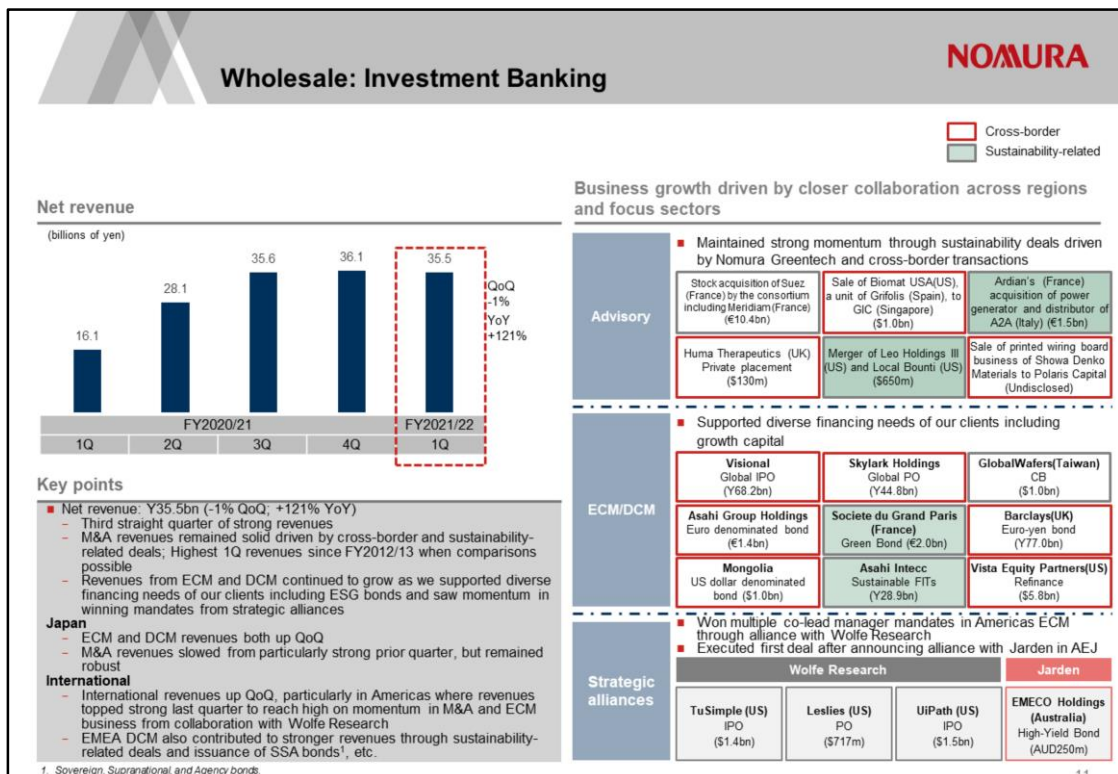 Wholesale: Investment Banking
NOMURA
Cross-border
Sustainability-related
Net revenue
(billions of yen)
16.1
28.1
35.6
36.1
35.5
QoQ
-1%
YoY
+121%
FY2020/21
FY2021/22
1Q
2Q
3Q
4Q
1Q
Key points
■ Net revenue: Y35.5bn (-1% QoQ; +121% YoY)
– Third straight quarter of strong revenues
– M&A revenues remained solid driven by cross-border and sustainability-
related deals; Highest 1Q revenues since FY2012/13 when comparisons
possible
– Revenues from ECM and DCM continued to grow as we supported diverse
financing needs of our clients including ESG bonds and saw momentum in
winning mandates from strategic alliances
Japan
– ECM and DCM revenues both up QoQ
– M&A revenues slowed from particularly strong prior quarter, but remained
robust
International
– International revenues up QoQ, particularly in Americas where revenues
topped strong last quarter to reach high on momentum in M&A and ECM
business from collaboration with Wolfe Research
– EMEA DCM also contributed to stronger revenues through sustainability-
related deals and issuance of SSA bonds1, etc.
1. Sovereign, Supranational, and Agency bonds.
Business growth driven by closer collaboration across regions
and focus sectors
Advisory
■ Maintained strong momentum through sustainability deals driven
by Nomura Greentech and cross-border transactions
Stock acquisition of Suez
(France) by the consortium
including Meridiam (France)
(€10.4bn)
Sale of Biomat USA(US),
a unit of Grifolis (Spain), to
GIC (Singapore)
($1.0bn)
Ardian's (France)
acquisition of power
generator and distributor of
A2A (Italy) (€1.5bn)
Huma Therapeutics (UK)
Private placement
($130m)
Merger of Leo Holdings III
(US) and Local Bounti (US)
($650m)
Sale of printed wiring board
business of Showa Denko
Materials to Polaris Capital
(Undisclosed)
ECM/DCM
■ Supported diverse financing needs of our clients including
growth capital
Visional
Global IPO
(Y68.2bn)
Skylark Holdings
Global PO
(Y44.8bn)
GlobalWafers(Taiwan)
CB
($1.0bn)
Asahi Group Holdings
Euro denominated bond
(€1.4bn)
Societe du Grand Paris
(France)
Green Bond (€2.0bn)
Barclays(UK)
Euro-yen bond
(Y77.0bn)
Mongolia
US dollar denominated
bond ($1.0bn)
Asahi Intecc
Sustainable FITs
(Y28.9bn)
Vista Equity Partners(US)
Refinance
($5.8bn)
Strategic
alliances
■ Won multiple co-lead manager mandates in Americas ECM
through alliance with Wolfe Research
■ Executed first deal after announcing alliance with Jarden in AEJ
Wolfe Research
Jarden
TuSimple (US)
IPO
($1.4bn)
Leslies (US)
PO
($717m)
UiPath (US)
IPO
($1.5bn)
EMECO Holdings
(Australia)
High-Yield Bond
(AUD250m)